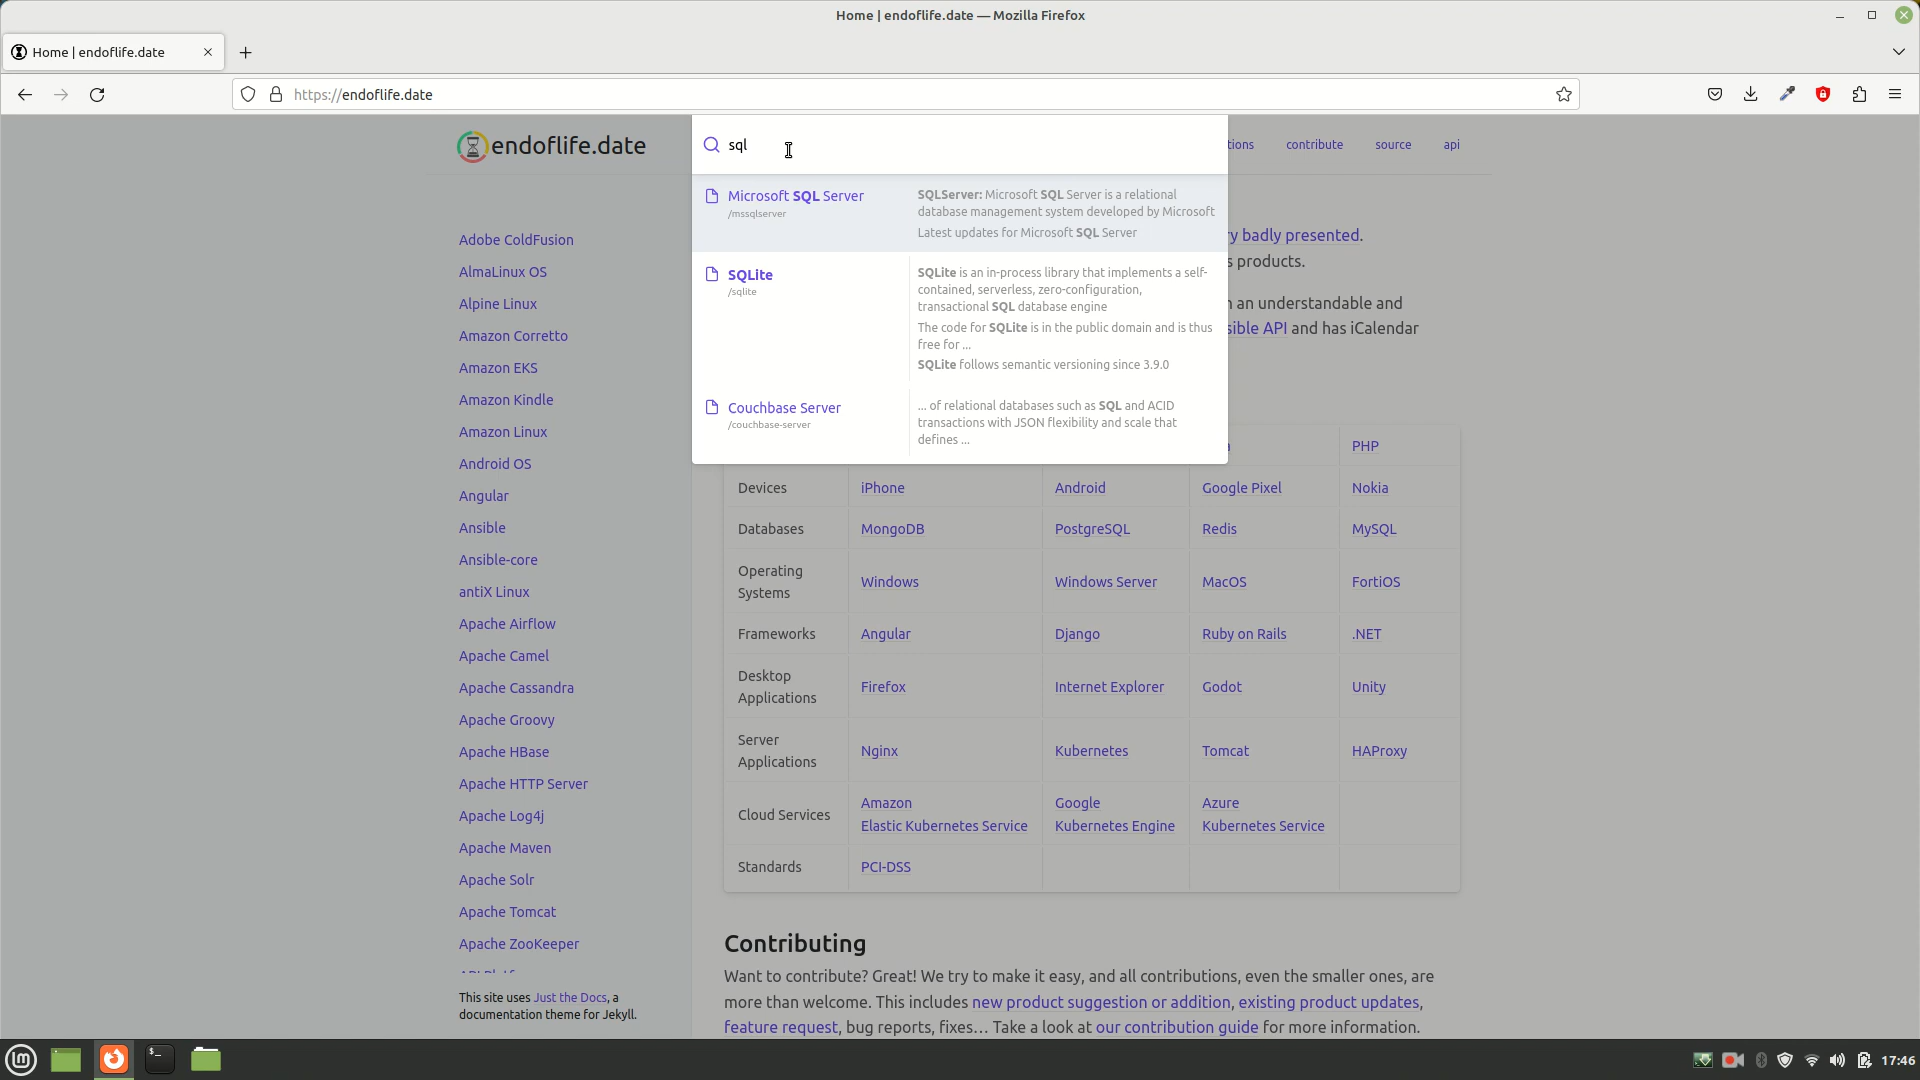 Home | endoflife.date — Mozilla Firefox
Home | endoflife.date
https://endoflife.date
endoflife.date
sql
tions
contribute
source
api
Microsoft SQL Server
/mssqlserver
SQLServer: Microsoft SQL Server is a relational
database management system developed by Microsoft
Latest updates for Microsoft SQL Server
SQLite
/sqlite
SQLite is an in-process library that implements a self-
contained, serverless, zero-configuration,
transactional SQL database engine
The code for SQLite is in the public domain and is thus
free for ...
SQLite follows semantic versioning since 3.9.0
Couchbase Server
/couchbase-server
... of relational databases such as SQL and ACID
transactions with JSON flexibility and scale that
defines ...
Adobe ColdFusion
AlmaLinux OS
Alpine Linux
Amazon Corretto
Amazon EKS
Amazon Kindle
Amazon Linux
Android OS
Angular
Ansible
Ansible-core
antiX Linux
Apache Airflow
Apache Camel
Apache Cassandra
Apache Groovy
Apache HBase
Apache HTTP Server
Apache Log4j
Apache Maven
Apache Solr
Apache Tomcat
Apache ZooKeeper
This site uses Just the Docs, a
documentation theme for Jekyll.
ry badly presented.
s products.
n an understandable and
sible API and has iCalendar
PHP
Devices iPhone Android Google Pixel Nokia
Databases MongoDB PostgreSQL Redis MySQL
Operating
Systems Windows Windows Server MacOS FortiOS
Frameworks Angular Django Ruby on Rails .NET
Desktop
Applications Firefox Internet Explorer Godot Unity
Server
Applications Nginx Kubernetes Tomcat HAProxy
Cloud Services
Amazon
Elastic Kubernetes Service
Google
Kubernetes Engine
Azure
Kubernetes Service
Standards PCI-DSS
Contributing
Want to contribute? Great! We try to make it easy, and all contributions, even the smaller ones, are
more than welcome. This includes new product suggestion or addition, existing product updates,
feature request, bug reports, fixes… Take a look at our contribution guide for more information.
17:46